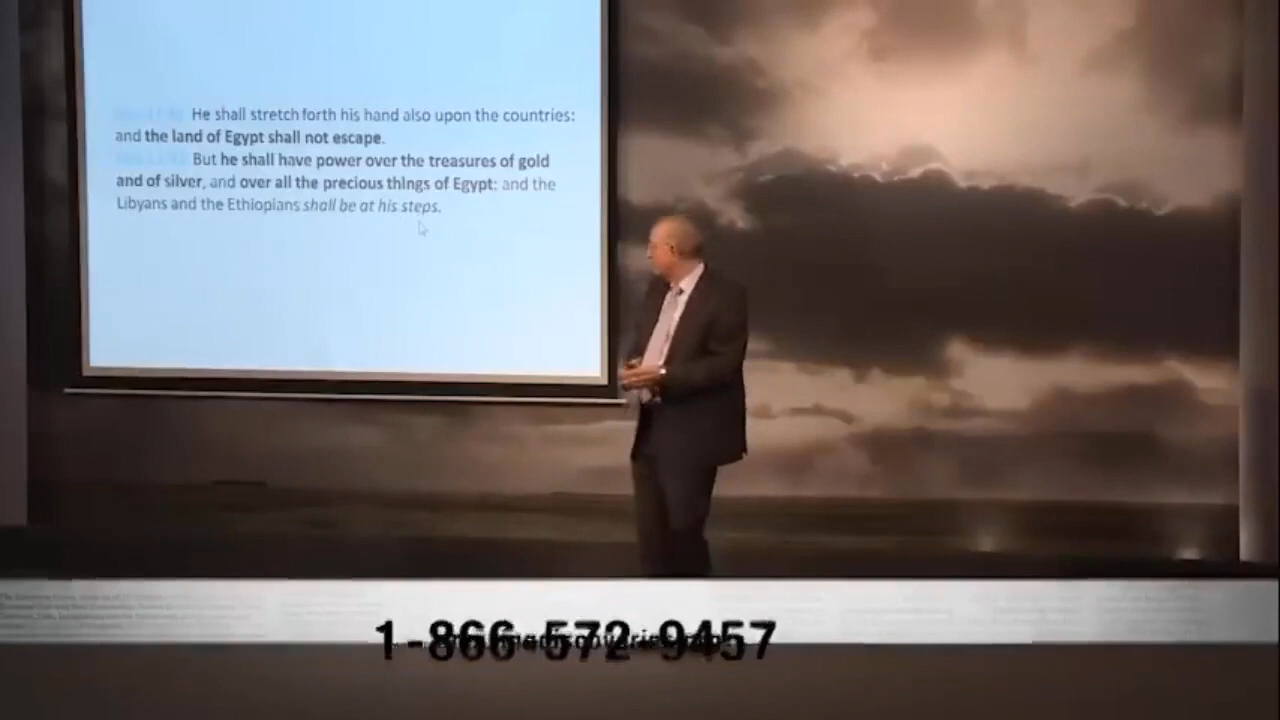 He shall stretch forth his hand also upon the countries:
and the land of Egypt shall not escape.
But he shall have power over the treasures of gold
and of silver, and over all the precious things of Egypt: and the
Libyans and the Ethiopians shall be at his steps.
1-866-572-9457